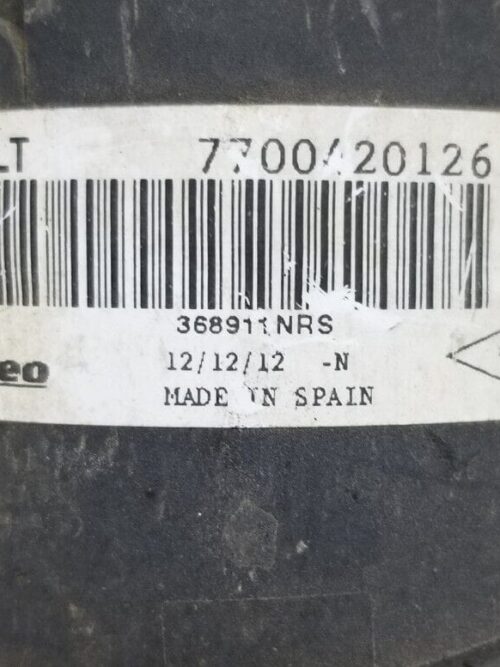 LT 7700420126
368911NRS
eo 12/12/12 -N
MADE IN SPAIN